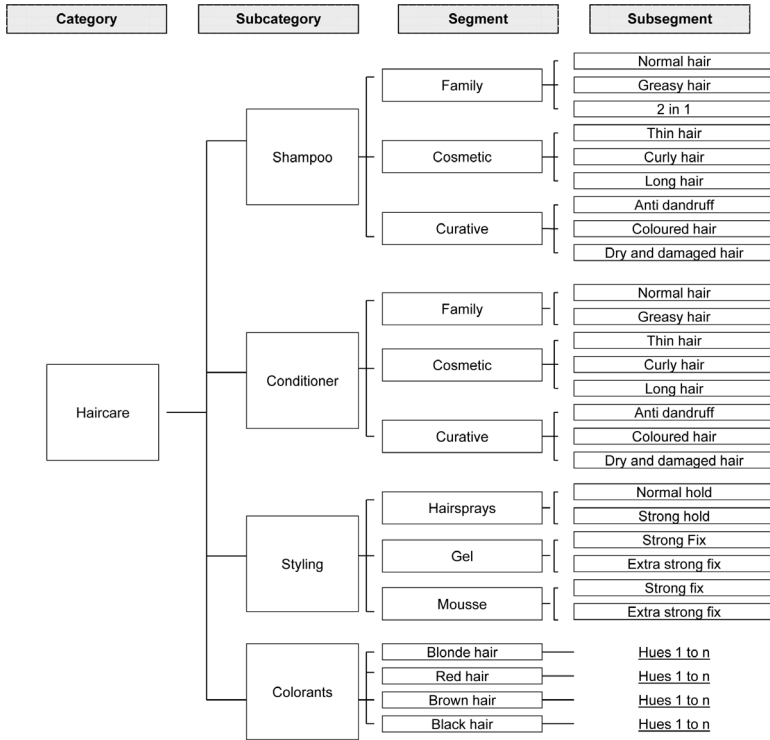 Category
Subcategory
Segment
Subsegment
Haircare
Shampoo
Family
Normal hair
Greasy hair
2 in 1
Cosmetic
Thin hair
Curly hair
Long hair
Curative
Anti dandruff
Coloured hair
Dry and damaged hair
Conditioner
Family
Normal hair
Greasy hair
Cosmetic
Thin hair
Curly hair
Long hair
Curative
Anti dandruff
Coloured hair
Dry and damaged hair
Styling
Hairsprays
Normal hold
Strong hold
Gel
Strong Fix
Extra strong fix
Mousse
Strong fix
Extra strong fix
Colorants
Blonde hair
Hues 1 to n
Red hair
Hues 1 to n
Brown hair
Hues 1 to n
Black hair
Hues 1 to n